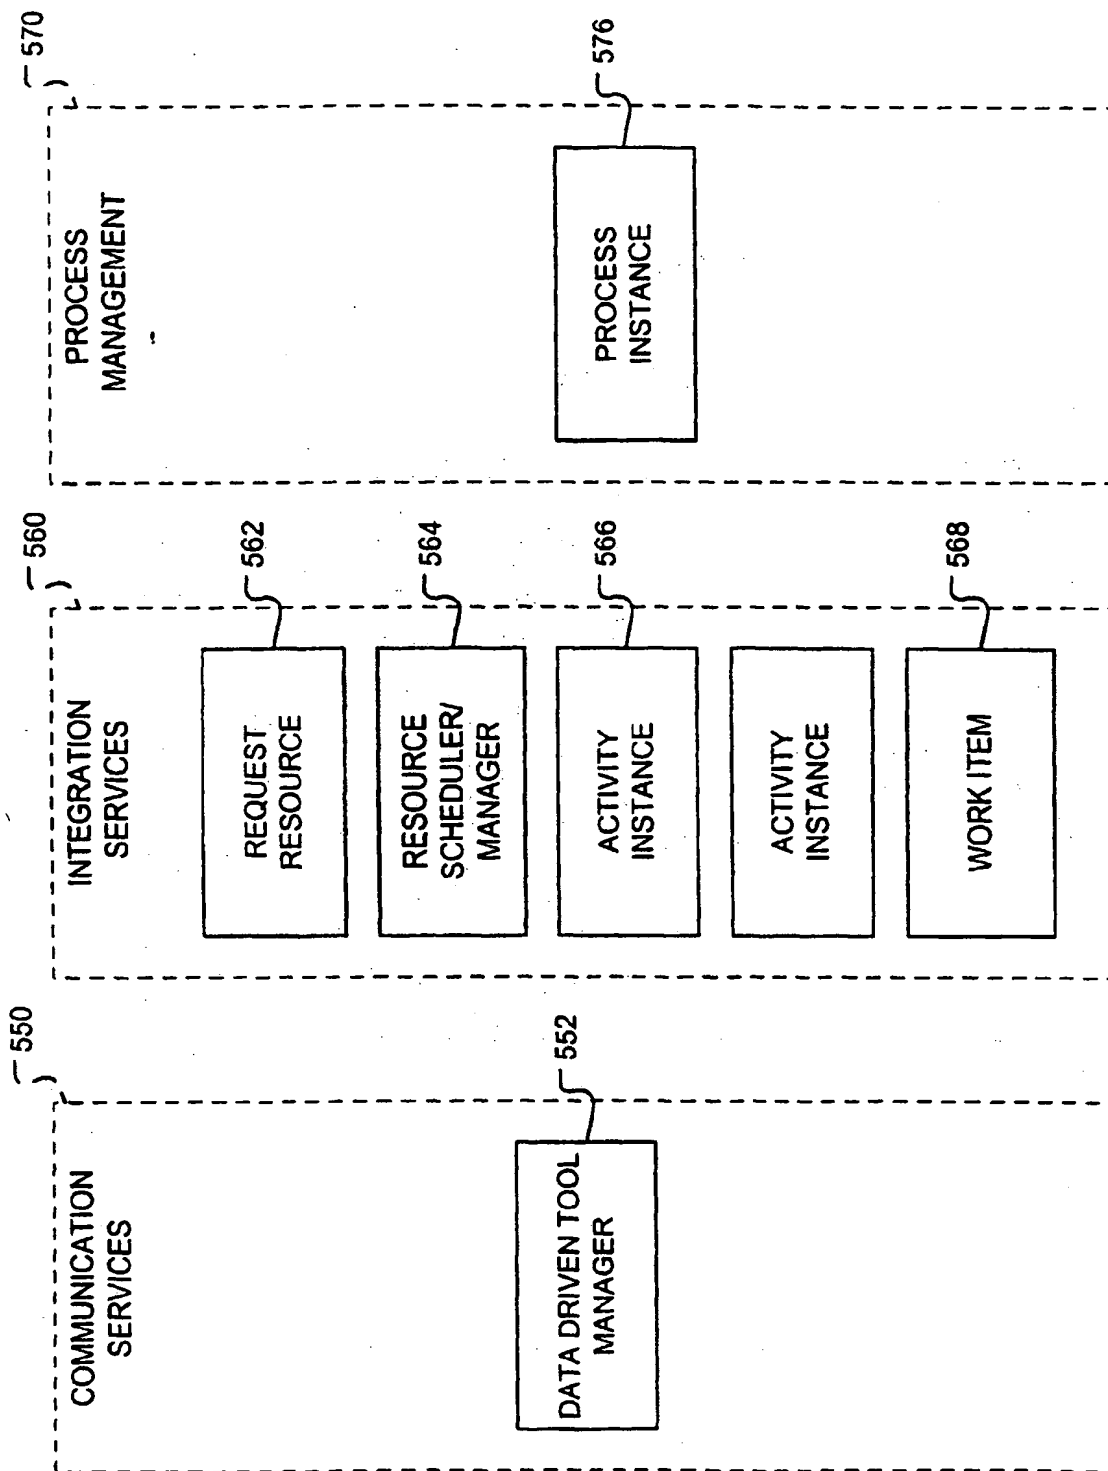 COMMUNICATION
SERVICES
550
DATA DRIVEN TOOL
MANAGER
552
INTEGRATION
SERVICES
560
REQUEST
RESOURCE
562
RESOURCE
SCHEDULER/
MANAGER
564
ACTIVITY
INSTANCE
566
ACTIVITY
INSTANCE
WORK ITEM
568
PROCESS
MANAGEMENT
570
PROCESS
INSTANCE
576